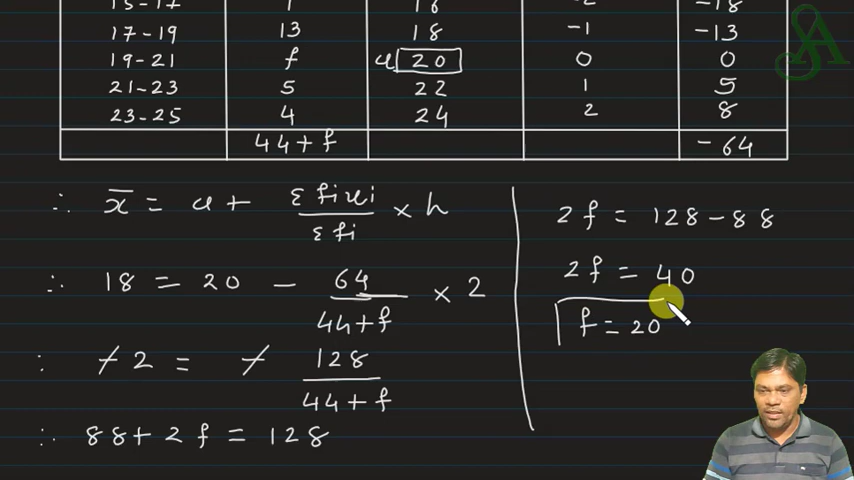 17-19 13 18 -1 -13
19-21 f a 20 0 0
21-23 5 22 1 5
23-25 4 24 2 8
44+f -64
∴ x̄ = a + Σfiui/Σfi × h
∴ 18 = 20 - 64/44+f × 2
∴ -2 = - 128/44+f
∴ 88+2f = 128
2f = 128-88
2f = 40
f = 20